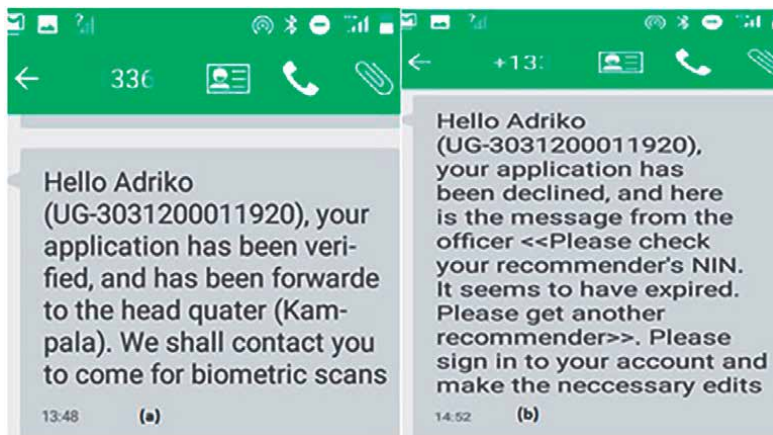 336
Hello Adriko
(UG-3031200011920), your
application has been veri-
fied, and has been forwarde
to the head quater (Kam-
pala). We shall contact you
to come for biometric scans
13:48 (a)
+13
Hello Adriko
(UG-3031200011920),
your application has
been declined, and here
is the message from the
officer <<Please check
your recommender's NIN.
It seems to have expired.
Please get another
recommender>>. Please
sign in to your account and
make the neccessary edits
14:52 (b)